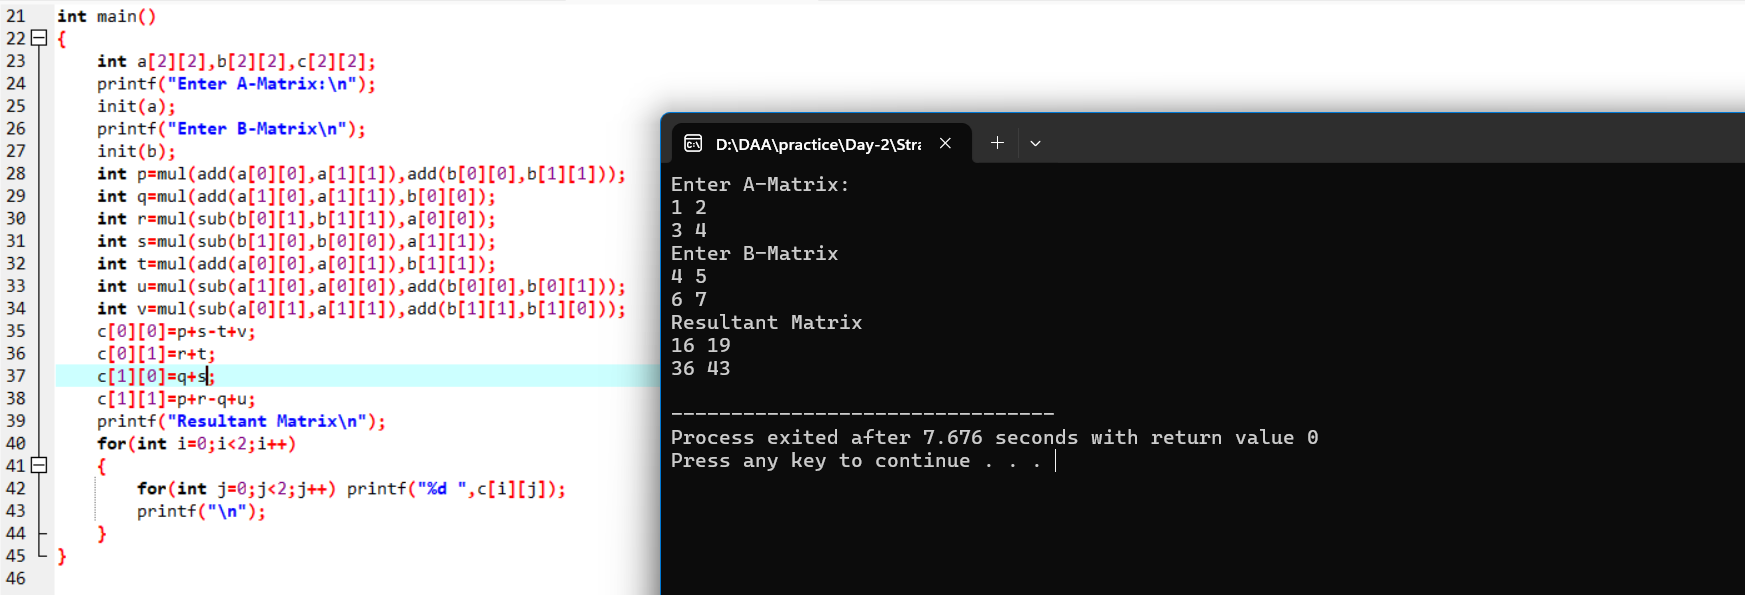 21 int main()
22 {
23 int a[2][2],b[2][2],c[2][2];
24 printf("Enter A-Matrix:\n");
25 init(a);
26 printf("Enter B-Matrix\n");
27 init(b);
28 int p=mul(add(a[0][0],a[1][1]),add(b[0][0],b[1][1]));
29 int q=mul(add(a[1][0],a[1][1]),b[0][0]);
30 int r=mul(sub(b[0][1],b[1][1]),a[0][0]);
31 int s=mul(sub(b[1][0],b[0][0]),a[1][1]);
32 int t=mul(add(a[0][0],a[0][1]),b[1][1]);
33 int u=mul(sub(a[1][0],a[0][0]),add(b[0][0],b[0][1]));
34 int v=mul(sub(a[0][1],a[1][1]),add(b[1][1],b[1][0]));
35 c[0][0]=p+s-t+v;
36 c[0][1]=r+t;
37 c[1][0]=q+s;
38 c[1][1]=p+r-q+u;
39 printf("Resultant Matrix\n");
40 for(int i=0;i<2;i++)
41 {
42 for(int j=0;j<2;j++) printf("%d ",c[i][j]);
43 printf("\n");
44 }
45 }
46
D:\DAA\practice\Day-2\Stra
Enter A-Matrix:
1 2
3 4
Enter B-Matrix
4 5
6 7
Resultant Matrix
16 19
36 43
--------------------------------
Process exited after 7.676 seconds with return value 0
Press any key to continue . . .